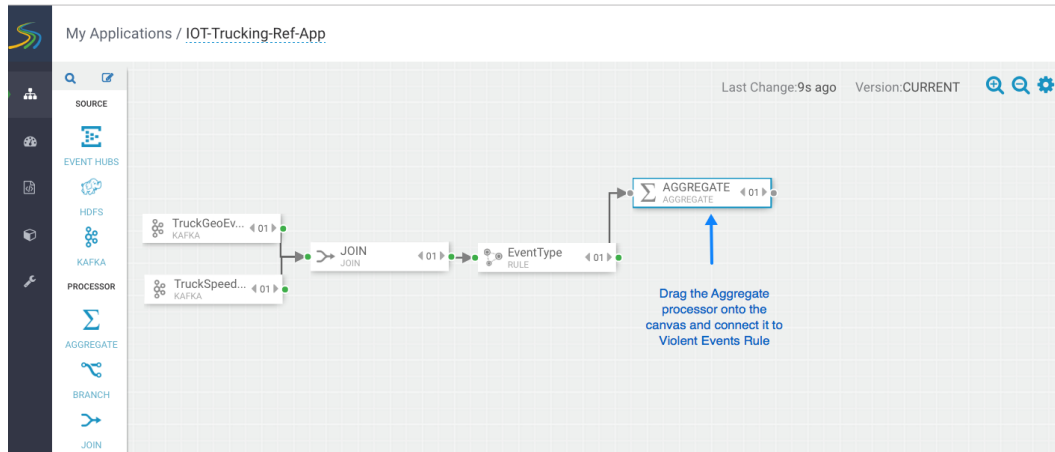 My Applications / IOT-Trucking-Ref-App
Last Change:9s ago Version:CURRENT
SOURCE
EVENT HUBS
HDFS
KAFKA
PROCESSOR
AGGREGATE
BRANCH
JOIN
TruckGeoEv... 01
KAFKA
TruckSpeed... 01
KAFKA
JOIN 01
JOIN
EventType 01
RULE
AGGREGATE 01
AGGREGATE
Drag the Aggregate
processor onto the
canvas and connect it to
Violent Events Rule